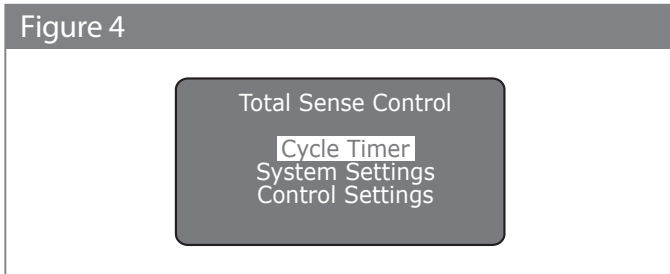 Figure 4
Total Sense Control
Cycle Timer
System Settings
Control Settings